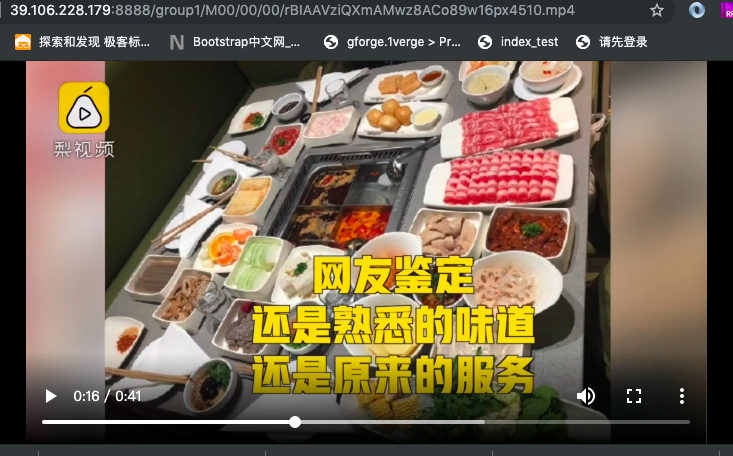 39.106.228.179:8888/group1/M00/00/00/rBIAAVziQXmAMwz8ACo89w16px4510.mp4
探索和发现 极客标...
Bootstrap中文网_...
gforge.1verge > Pr...
index_test
请先登录
梨视频
网友鉴定
还是熟悉的味道
还是原来的服务
0:16 / 0:41